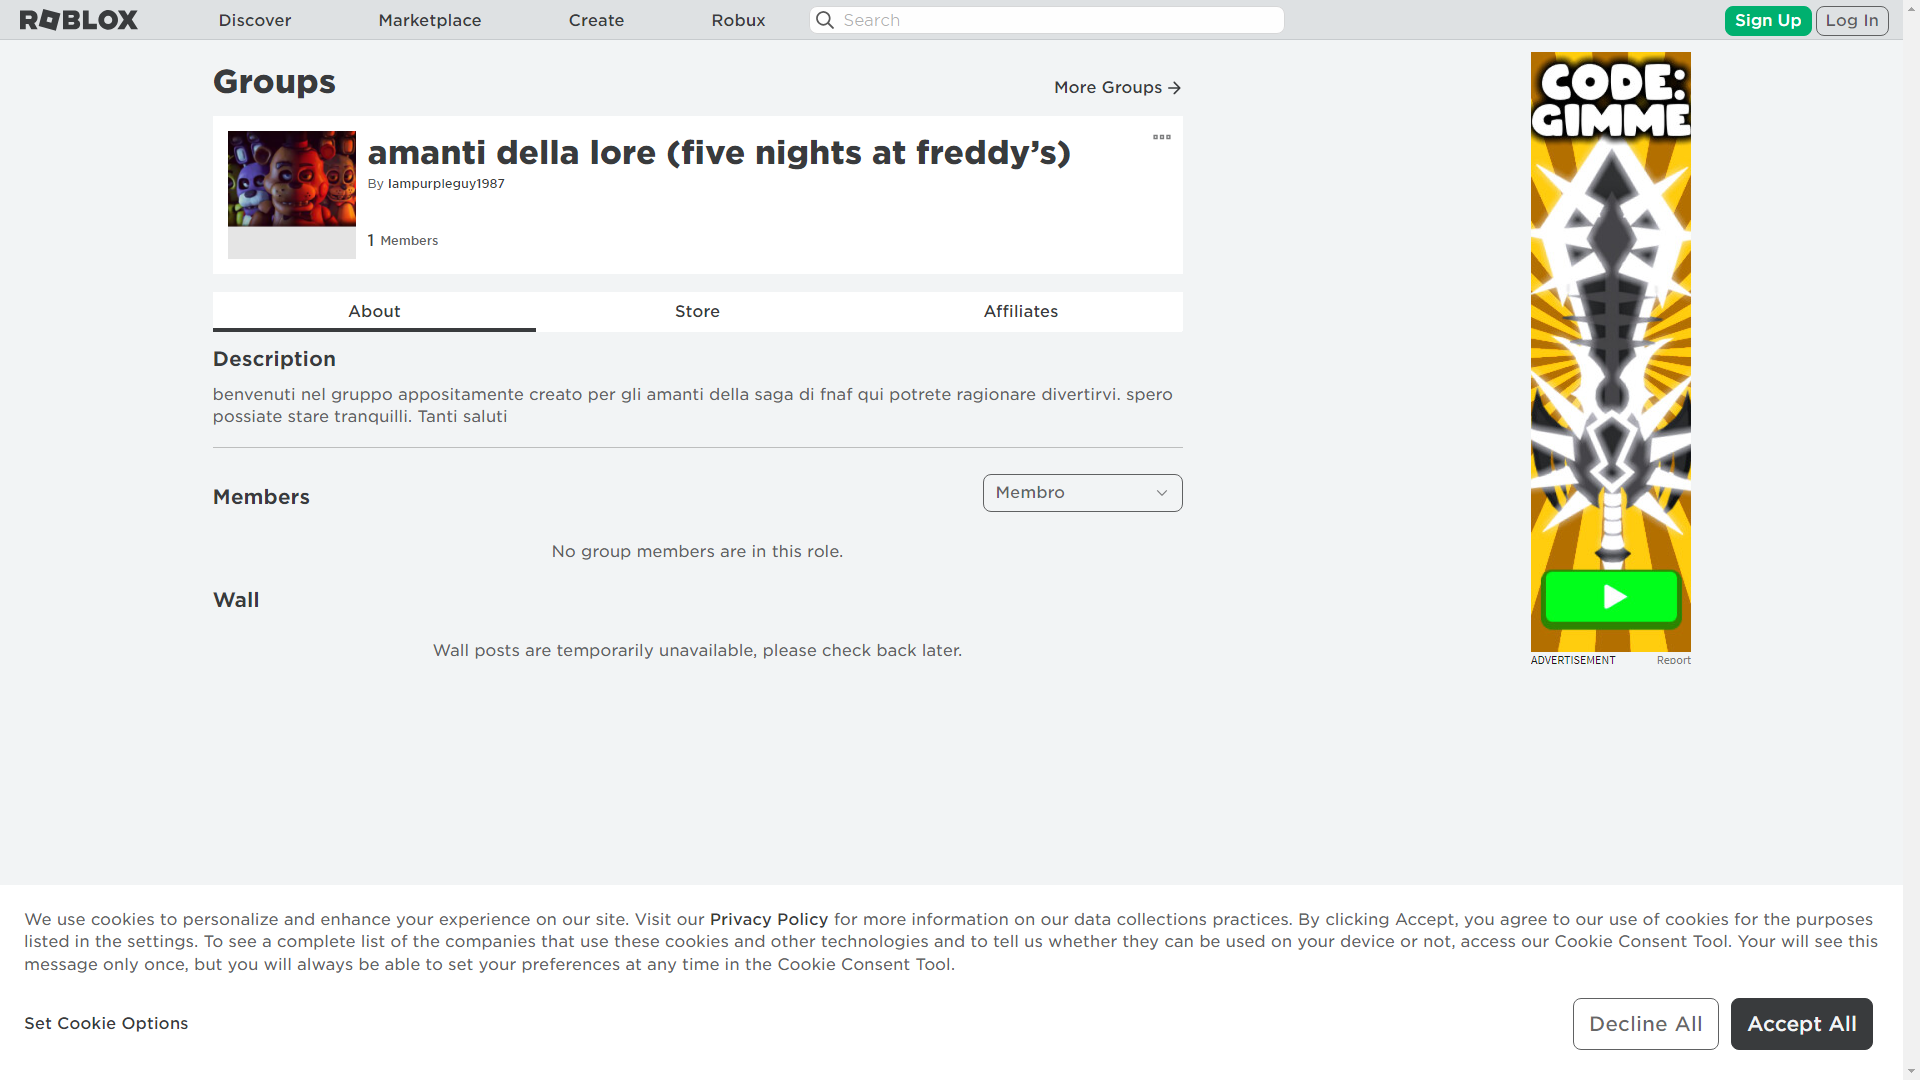 ROBLOX Discover Marketplace Create Robux Search Sign Up Log In
Groups
More Groups
amanti della lore (five nights at freddy’s)
By Iampurpleguy1987
1 Members
About Store Affiliates
Description
benvenuti nel gruppo appositamente creato per gli amanti della saga di fnaf qui potrete ragionare divertirvi. spero
possiate stare tranquilli. Tanti saluti
Members
Membro
No group members are in this role.
Wall
Wall posts are temporarily unavailable, please check back later.
CODE:
GIMME
ADVERTISEMENT Report
We use cookies to personalize and enhance your experience on our site. Visit our Privacy Policy for more information on our data collections practices. By clicking Accept, you agree to our use of cookies for the purposes
listed in the settings. To see a complete list of the companies that use these cookies and other technologies and to tell us whether they can be used on your device or not, access our Cookie Consent Tool. Your will see this
message only once, but you will always be able to set your preferences at any time in the Cookie Consent Tool.
Set Cookie Options
Decline All
Accept All